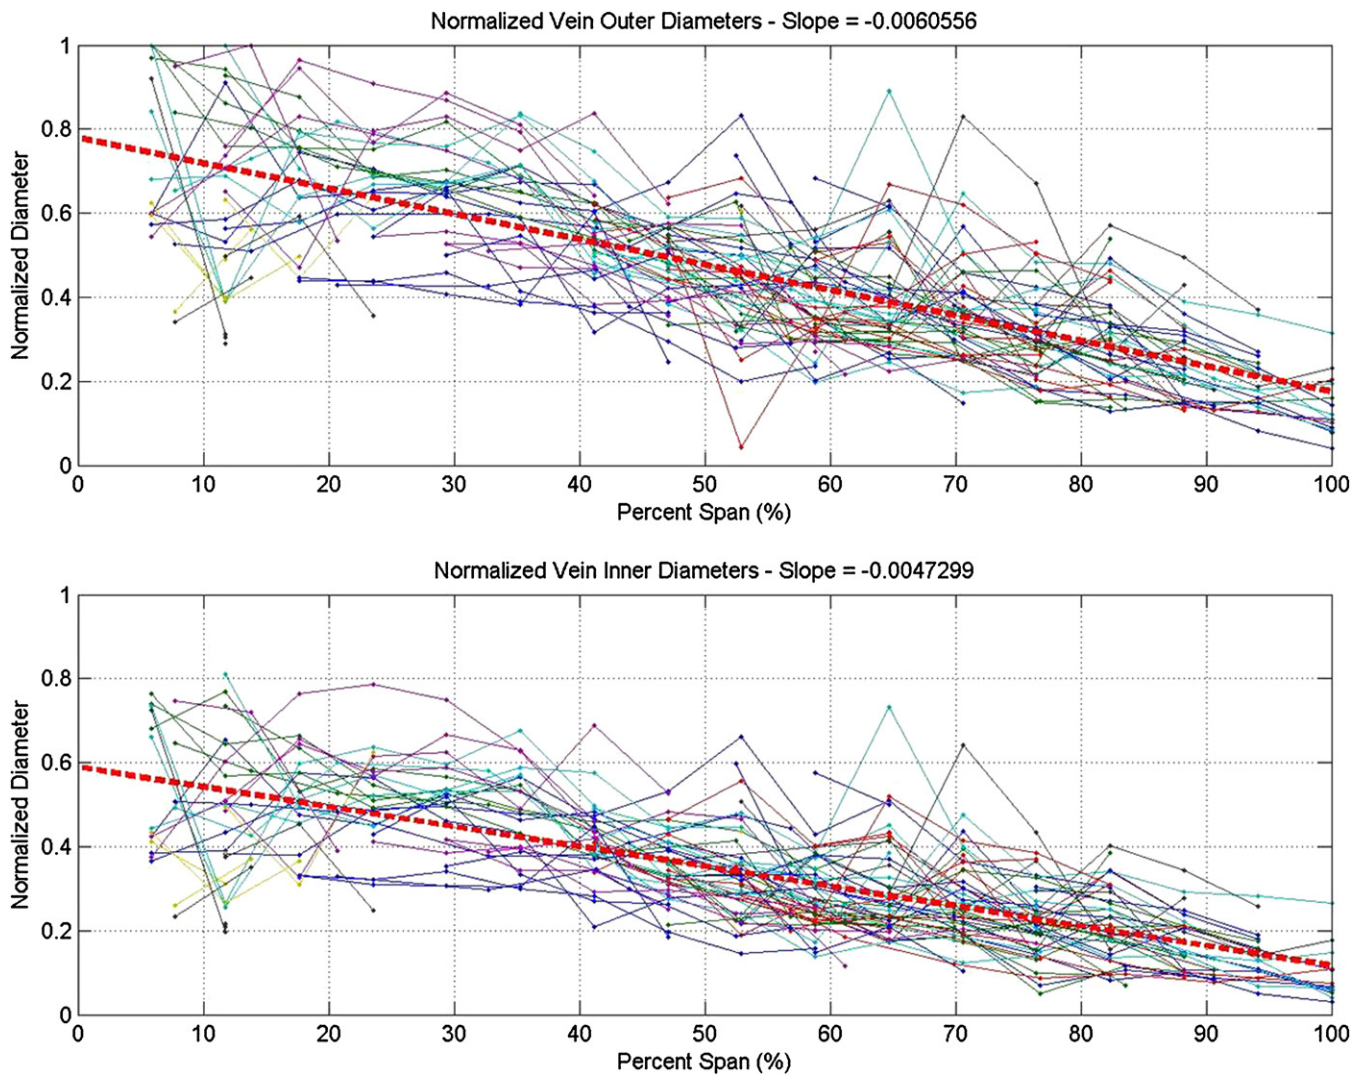 Normalized Vein Outer Diameters - Slope = -0.0060556
1
0.8
0.6
0.4
0.2
0
Normalized Diameter
0 10 20 30 40 50 60 70 80 90 100
Percent Span (%)
Normalized Vein Inner Diameters - Slope = -0.0047299
1
0.8
0.6
0.4
0.2
0
Normalized Diameter
0 10 20 30 40 50 60 70 80 90 100
Percent Span (%)